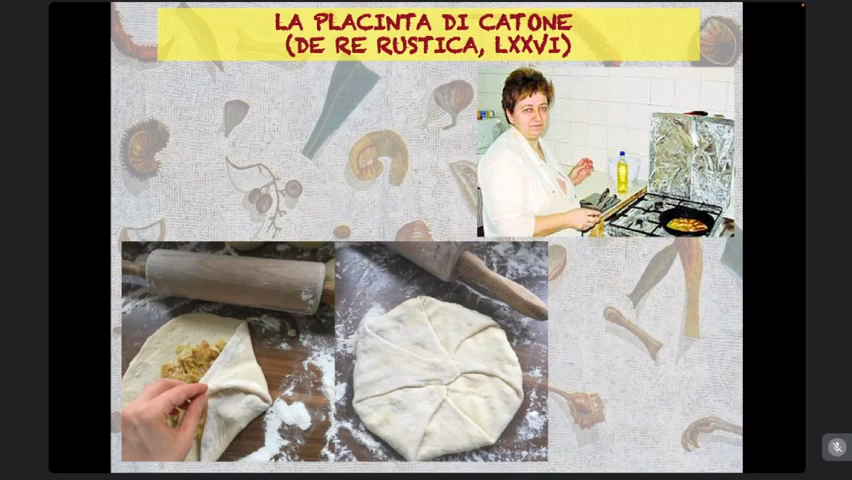 LA PLACINTA DI CATONE
(DE RE RUSTICA, LXXVI)